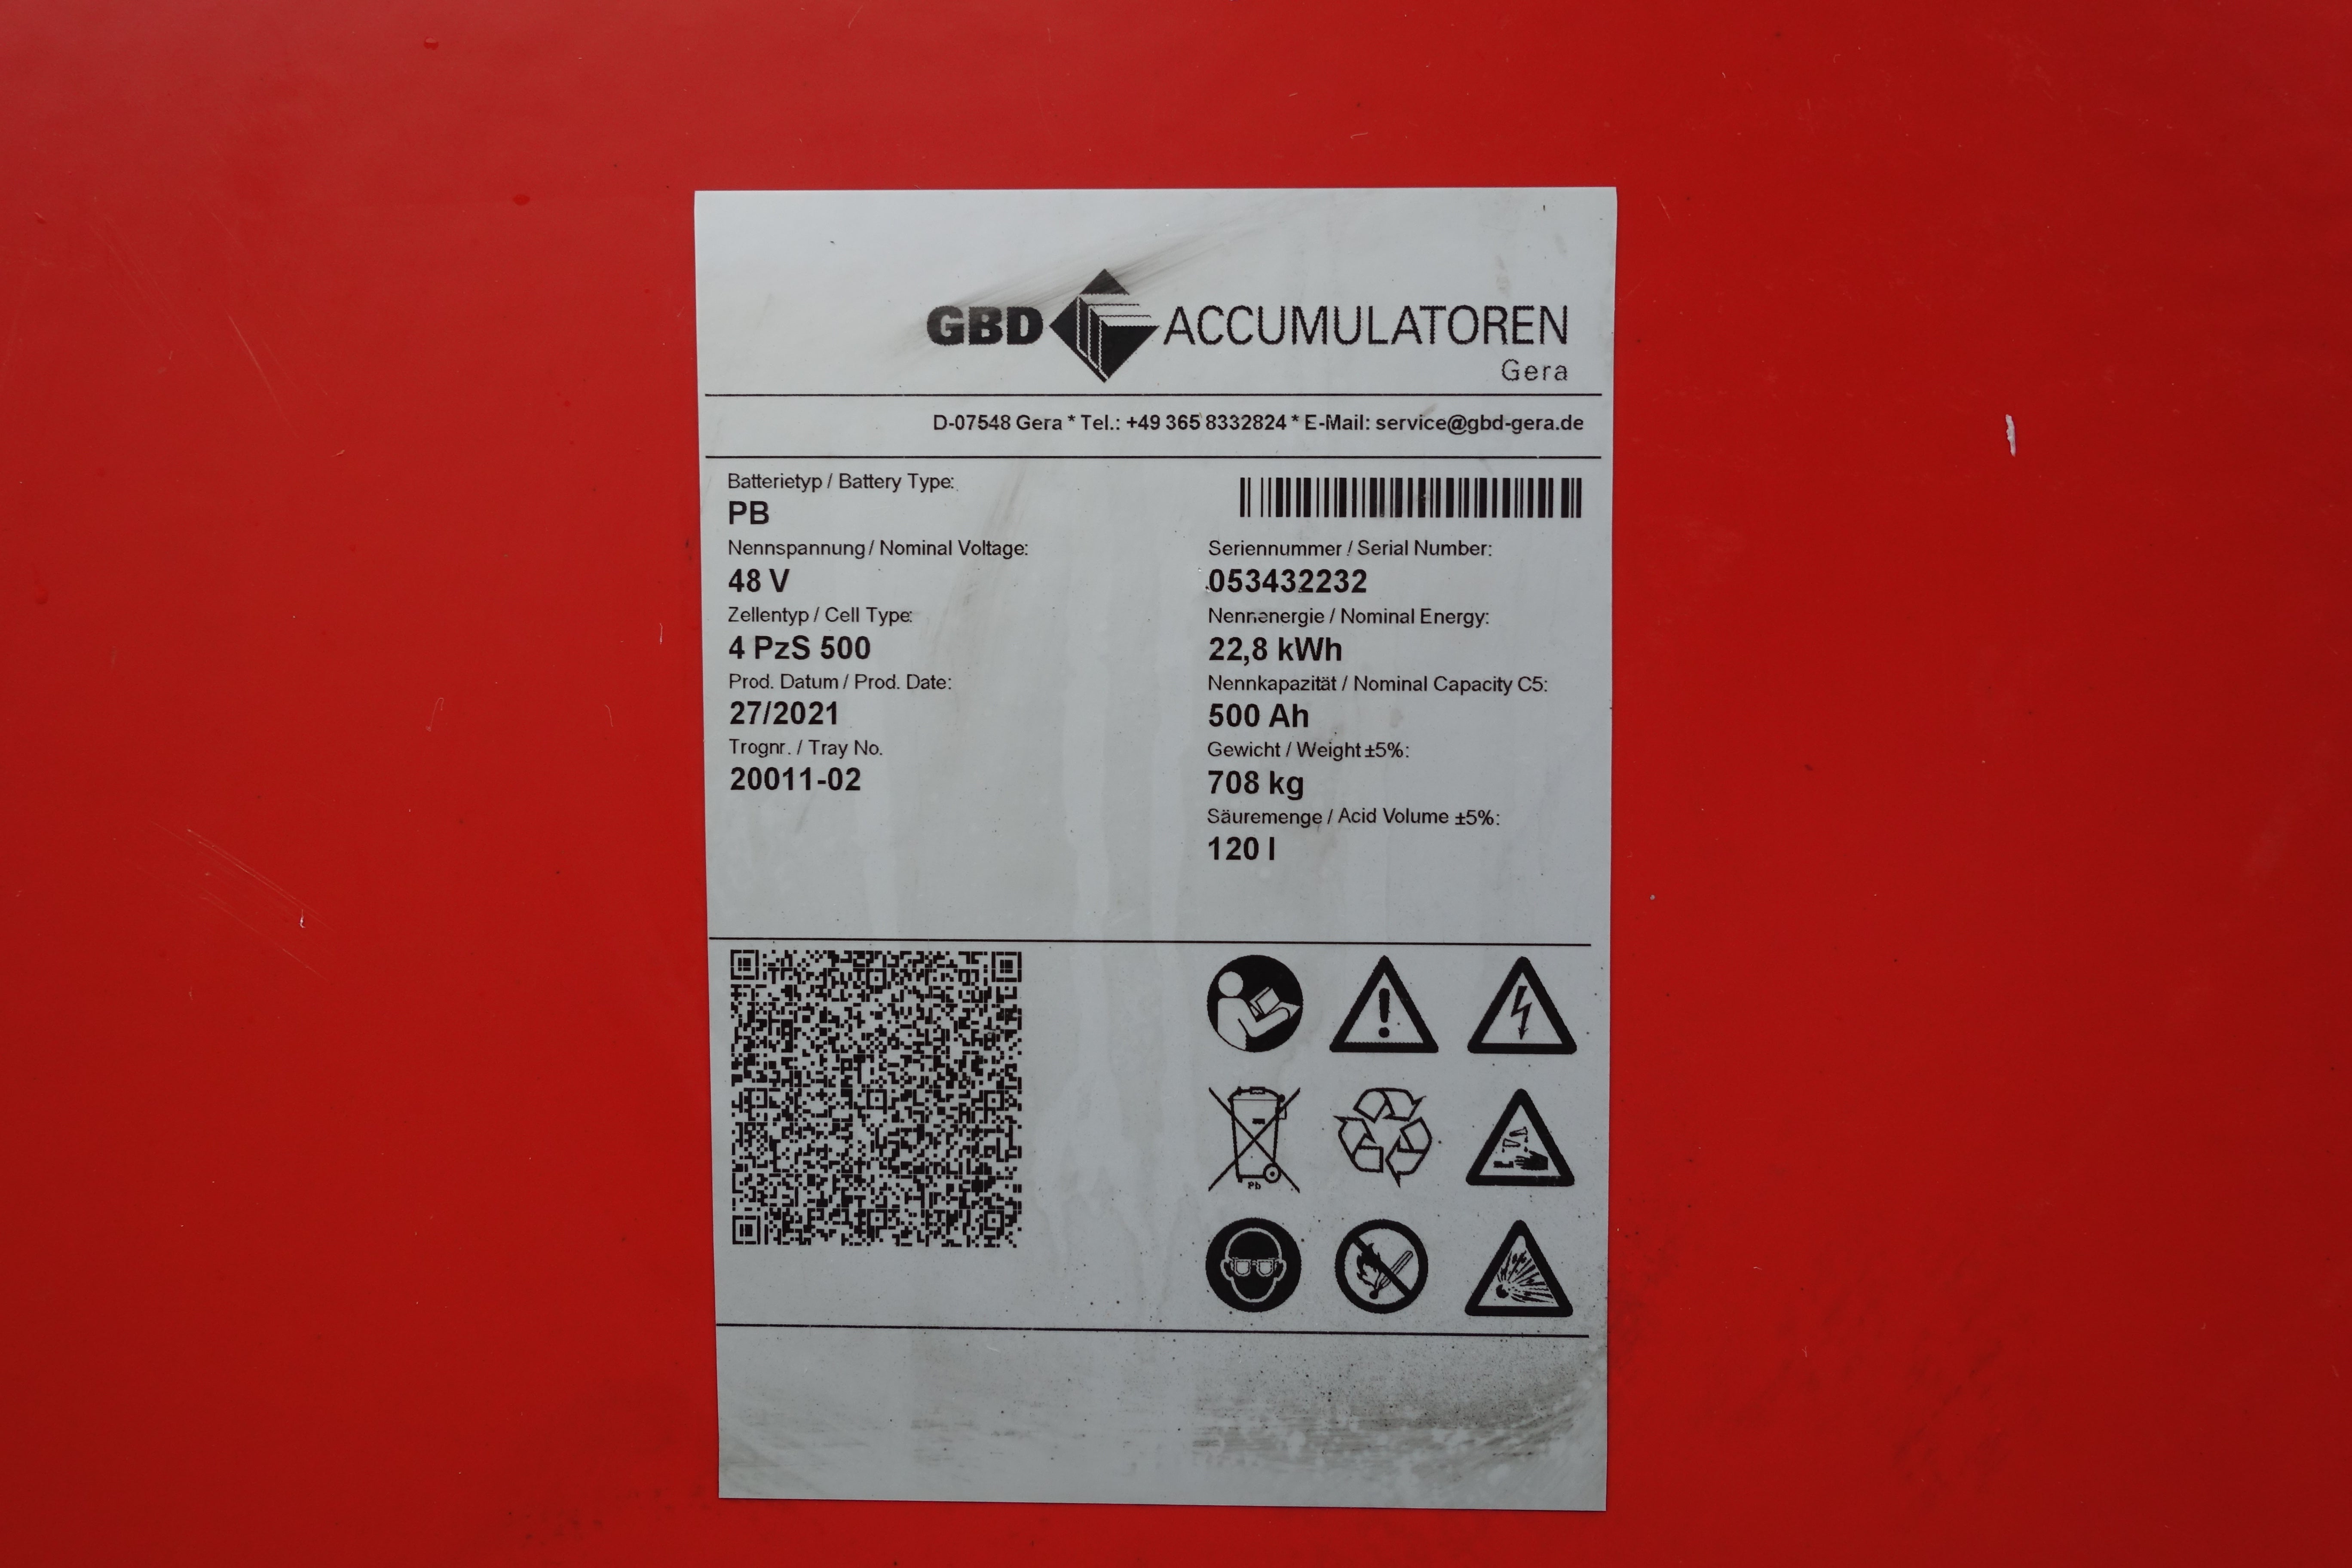 GBD ACCUMULATOREN
Gera
D-07548 Gera * Tel.: +49 365 8332824 * E-Mail: service@gbd-gera.de
Batterietyp / Battery Type:
PB
Nennspannung / Nominal Voltage:
48 V
Zellentyp / Cell Type:
4 PzS 500
Prod. Datum / Prod. Date:
27/2021
Trognr. / Tray No.
20011-02
Seriennummer / Serial Number:
053432232
Nennenergie / Nominal Energy:
22,8 kWh
Nennkapazität / Nominal Capacity C5:
500 Ah
Gewicht / Weight ±5%:
708 kg
Säuremenge / Acid Volume ±5%:
120 l
Pb